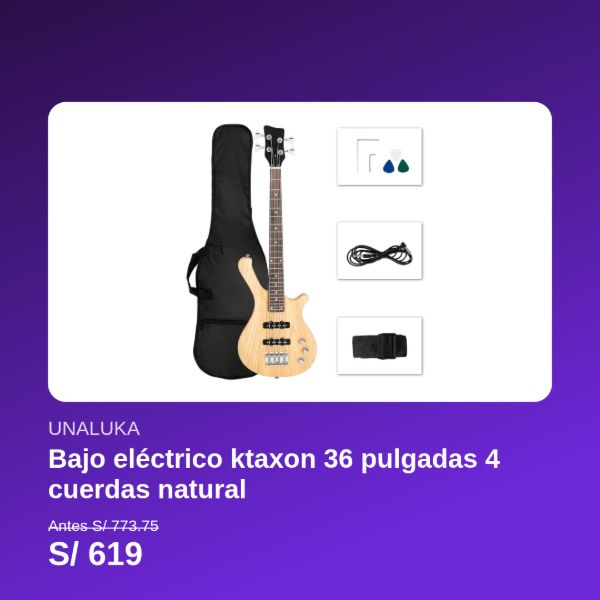 UNALUKA
Bajo eléctrico ktaxon 36 pulgadas 4
cuerdas natural
Antes S/ 773.75
S/ 619